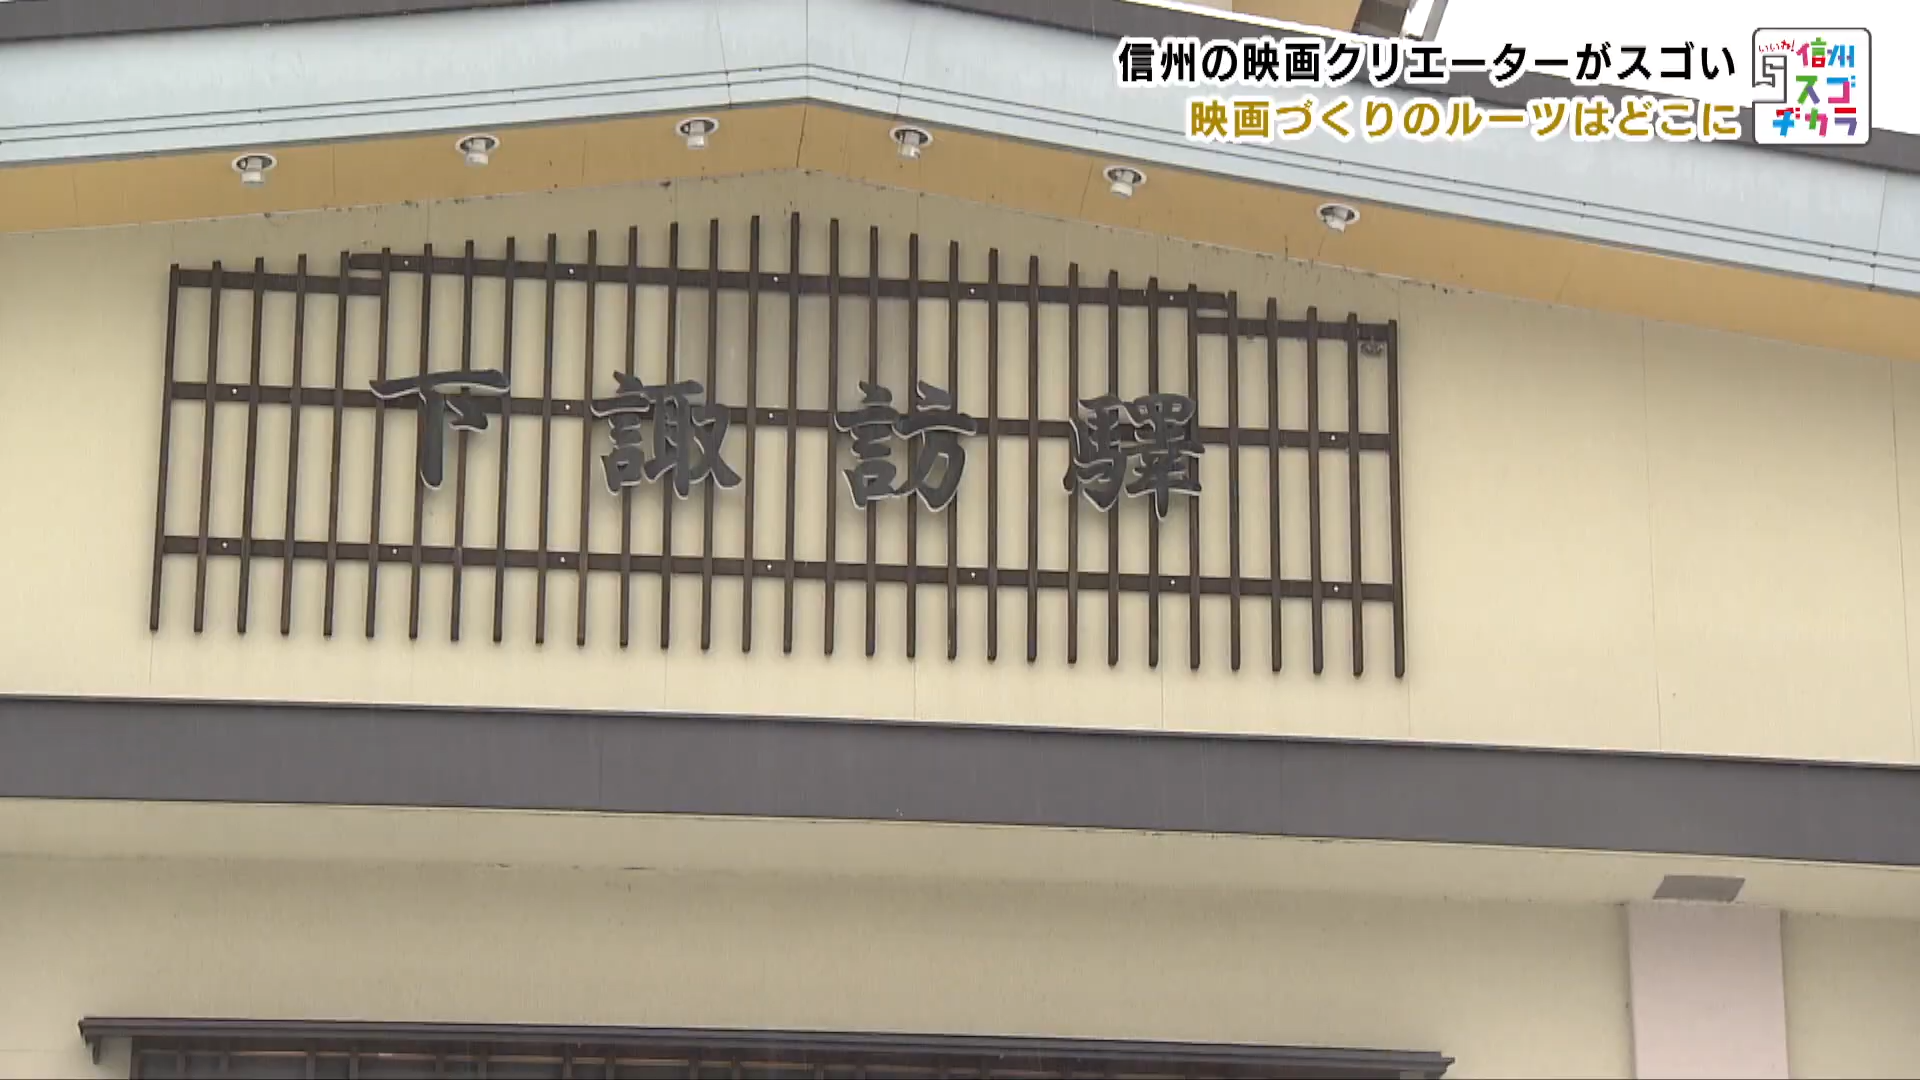 信州の映画クリエーターがスゴい
映画づくりのルーツはどこに
いいね!
信州
スゴ
ヂカラ
下諏訪驛